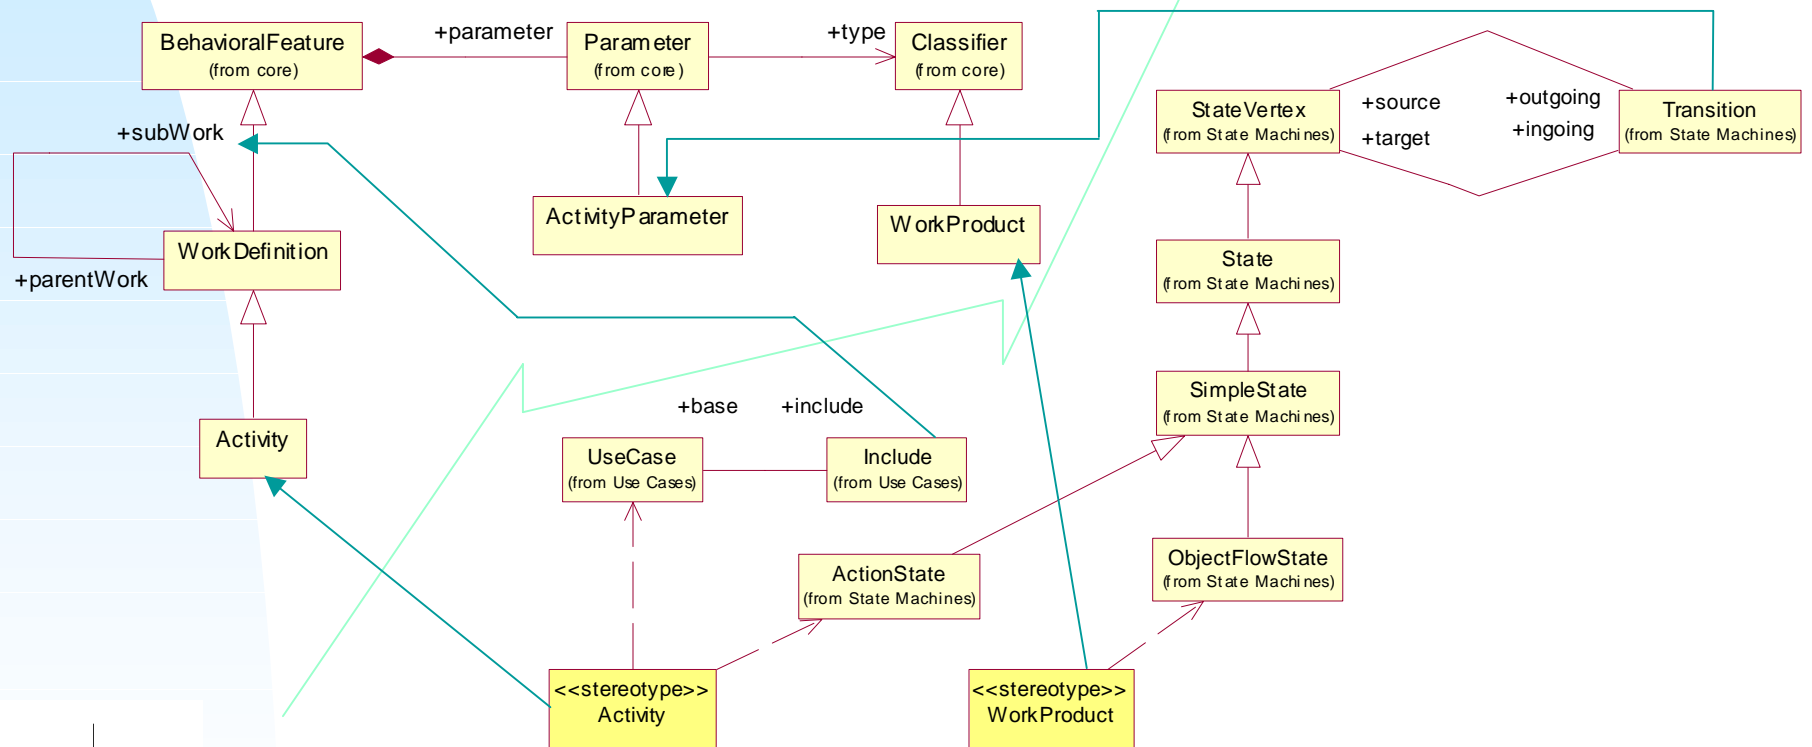 BehavioralFeature
(from core)
+parameter
Parameter
(from core)
+type
Classifier
(from core)
+subWork
StateVertex
(from State Machines)
+source
+target
+outgoing
+ingoing
Transition
(from State Machines)
ActivityParameter
WorkProduct
WorkDefinition
+parentWork
State
(from State Machines)
SimpleState
(from State Machines)
+base
+include
Activity
UseCase
(from Use Cases)
Include
(from Use Cases)
ActionState
(from State Machines)
ObjectFlowState
(from State Machines)
<<stereotype>>
Activity
<<stereotype>>
WorkProduct